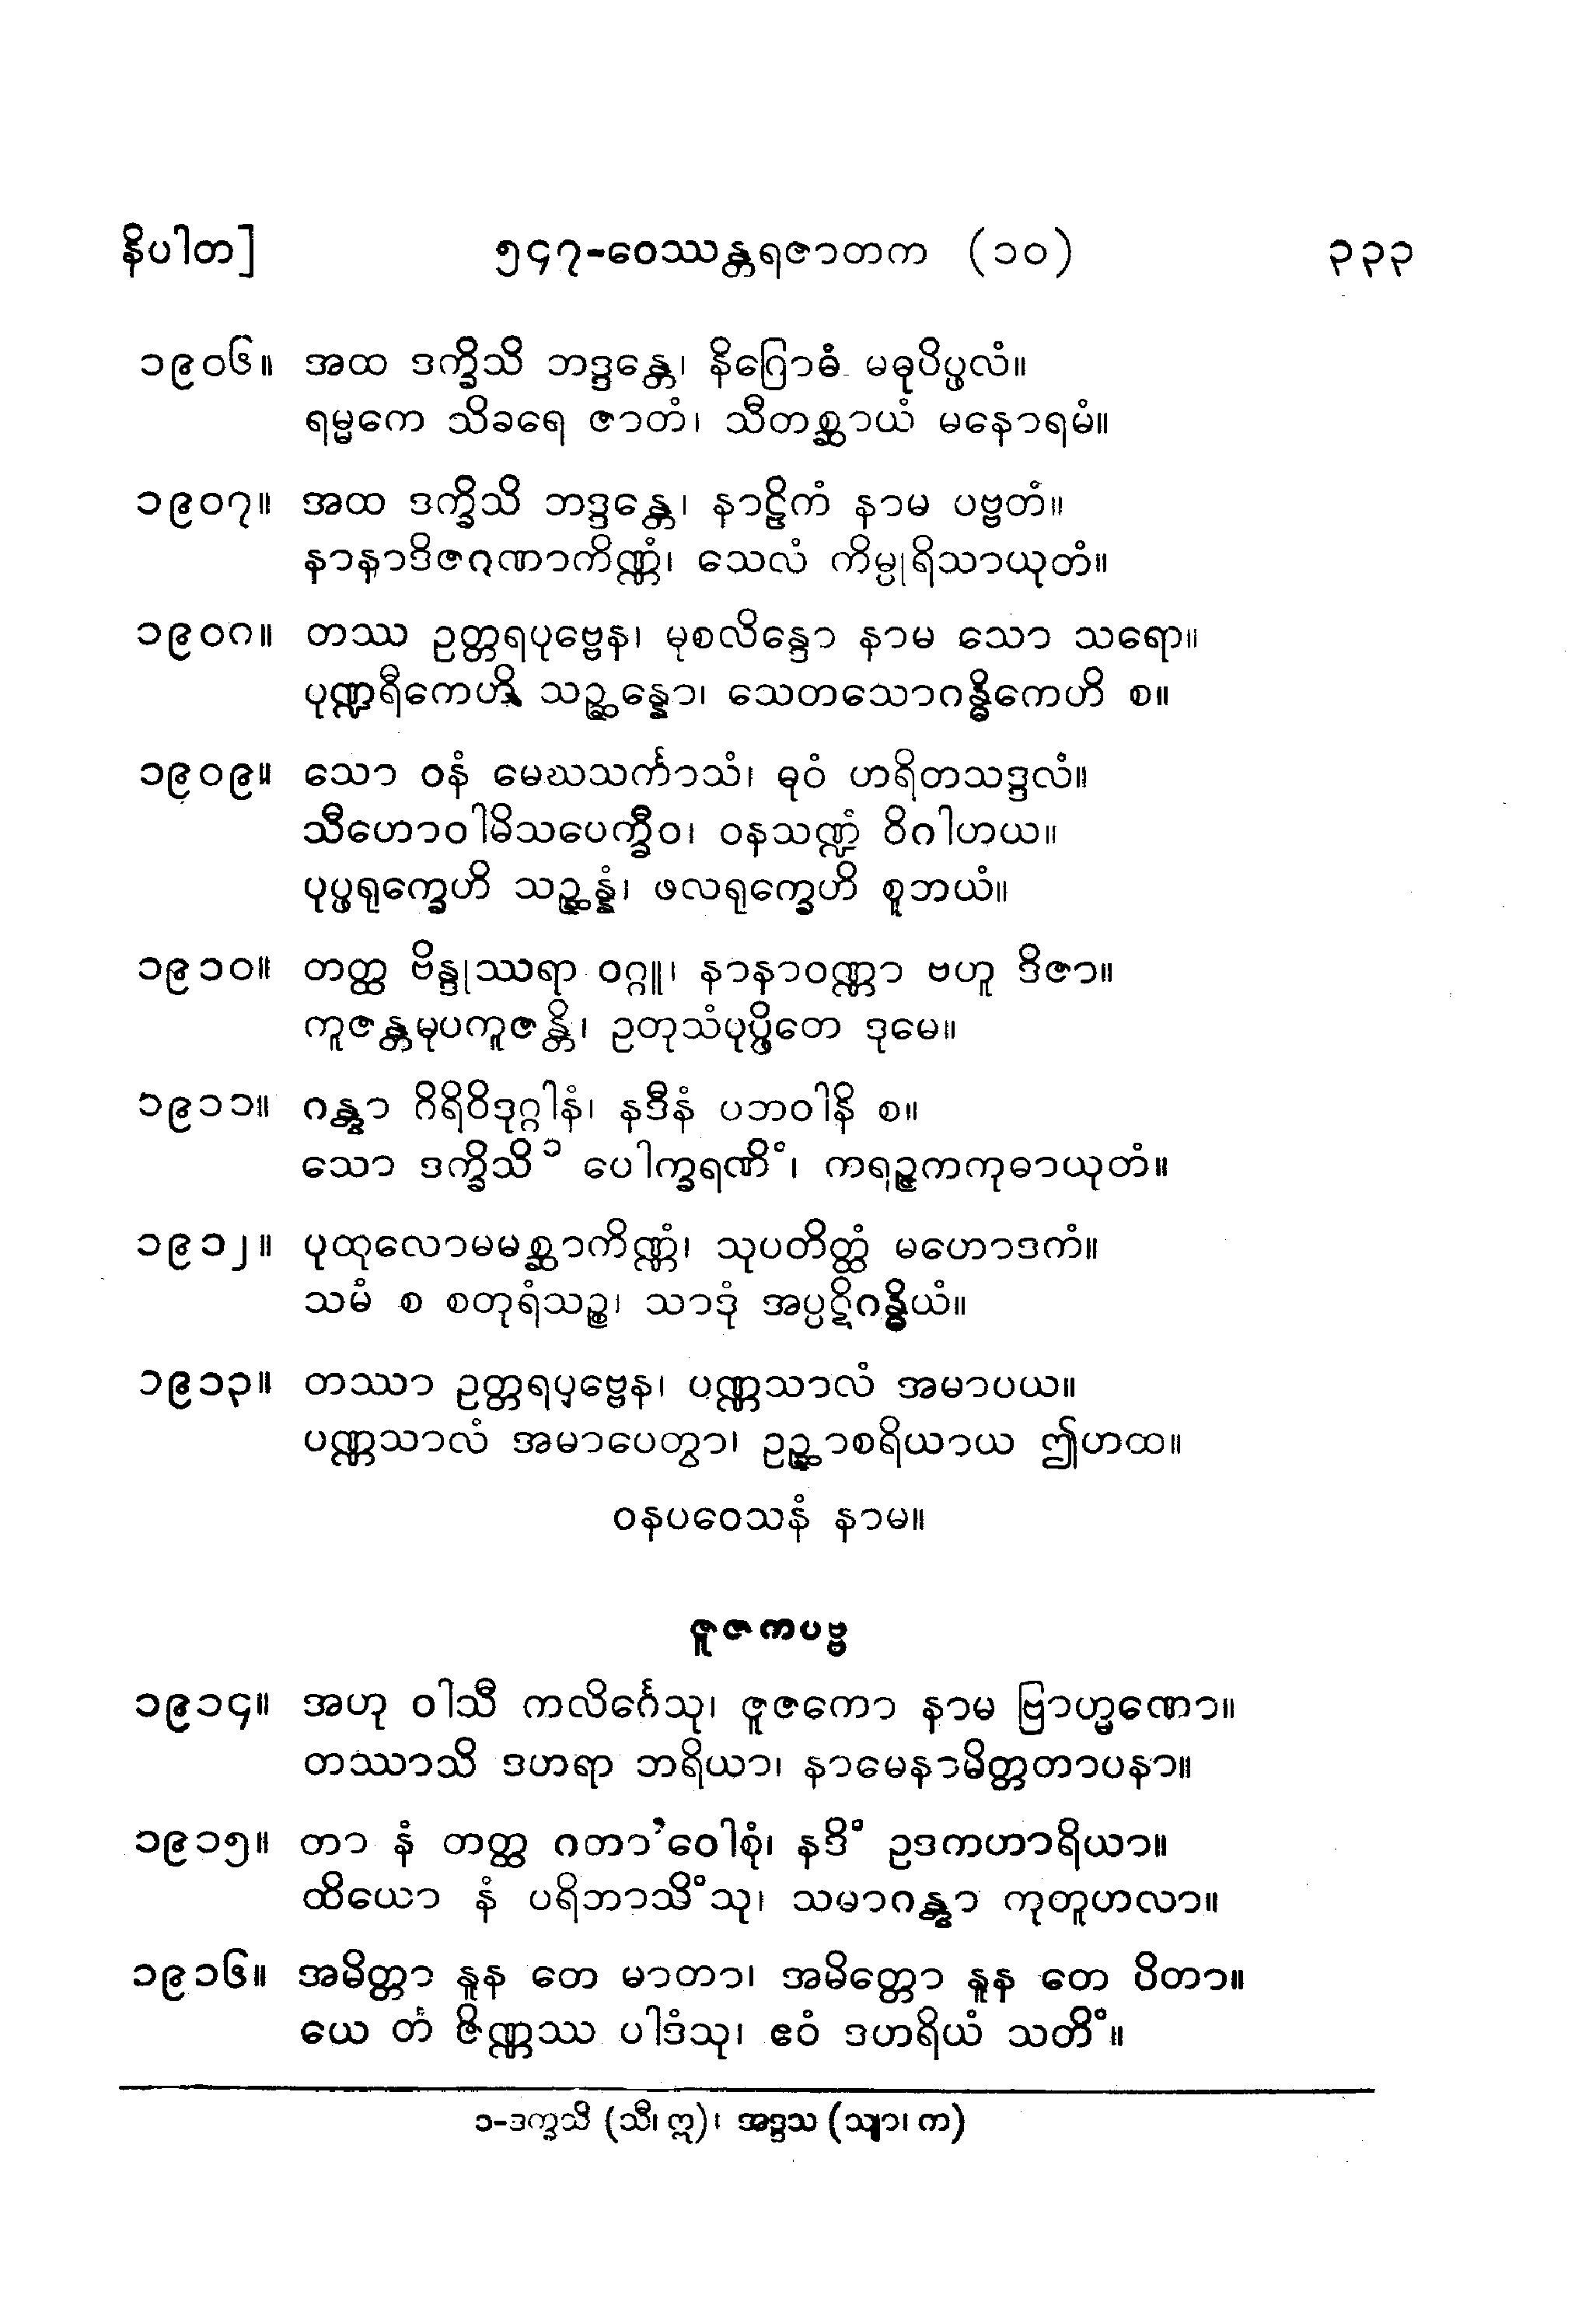 နိပါတ] ၅၄၇-ဝေဿန္တရဇာတက (၁၀) ၃၃၃
၁၉၀၆။ အထ ဒက္ခိသိ ဘဒ္ဒန္တေ၊ နိဂြောဓံ မဓုပိပ္ဖလံ။
ရမ္မကေ သိခရေ ဇာတံ၊ သီတစ္ဆာယံ မနောရမံ။
၁၉၀၇။ အထ ဒက္ခိသိ ဘဒ္ဒန္တေ၊ နာဠိကံ နာမ ပဗ္ဗတံ။
နာနာဒိဇဂဏာကိဏ္ဏံ၊ သေလံ ကိမ္ပုရိသာယုတံ။
၁၉၀၈။ တဿ ဥတ္တရပုဗ္ဗေန၊ မုစလိန္ဒော နာမ သော သရော။
ပုဏ္ဍရီကေဟိ သဉ္ဆန္နော၊ သေတသောဂန္ဓိကေဟိ စ။
၁၉၀၉။ သော ဝနံ မေဃသင်္ကာသံ၊ ဓုဝံ ဟရိတသဒ္ဒလံ။
သီဟောဝါမိသပေက္ခီဝ၊ ဝနသဏ္ဍံ ဝိဂါဟယ။
ပုပ္ဖရုက္ခေဟိ သဉ္ဆန္နံ၊ ဖလရုက္ခေဟိ စူဘယံ။
၁၉၁၀။ တတ္ထ ဗိန္ဒုဿရာ ဝဂ္ဂူ၊ နာနာဝဏ္ဏာ ဗဟူ ဒိဇာ။
ကူဇန္တမုပကူဇန္တိ၊ ဥတုသံပုပ္ဖိတေ ဒုမေ။
၁၉၁၁။ ဂန္တွာ ဂိရိဝိဒုဂ္ဂါနံ၊ နဒီနံ ပဘဝါနိ စ။
သော ဒက္ခိသိ၁ ပေါက္ခရဏိံ၊ ကရဉ္ဇကကုဓာယုတံ။
၁၉၁၂။ ပုထုလောမမစ္ဆာကိဏ္ဏံ၊ သုပတိတ္ထံ မဟောဒကံ။
သမံ စ စတုရံသဉ္စ၊ သာဒုံ အပ္ပဋိဂန္ဓိယံ။
၁၉၁၃။ တဿာ ဥတ္တရပုဗ္ဗေန၊ ပဏ္ဏသာလံ အမာပယ။
ပဏ္ဏသာလံ အမာပေတွာ၊ ဥဉ္ဆာစရိယာယ ဤဟထ။
ဝနပဝေသနံ နာမ။
ဇူဇကပဗ္ဗ
၁၉၁၄။ အဟု ဝါသီ ကလိင်္ဂေသု၊ ဇူဇကော နာမ ဗြာဟ္မဏော။
တဿာသိ ဒဟရာ ဘရိယာ၊ နာမေနာမိတ္တတာပနာ။
၁၉၁၅။ တာ နံ တတ္ထ ဂတာ'ဝေါစုံ၊ နဒိံ ဥဒကဟာရိယာ။
ထိယော နံ ပရိဘာသိံသု၊ သမာဂန္တွာ ကုတူဟလာ။
၁၉၁၆။ အမိတ္တာ နူန တေ မာတာ၊ အမိတ္တော နူန တေ ပိတာ။
ယေ တံ ဇိဏ္ဏဿ ပါဒံသု၊ ဧဝံ ဒဟရိယံ သတိံ။
၁-ဒက္ခသိ (သီ၊ ဣ)၊ အဒ္ဒသ (သျာ၊ က)